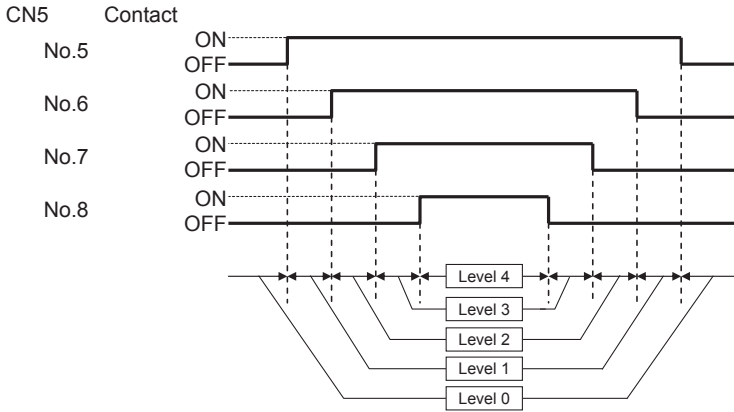 CN5 Contact
No.5 ON
OFF
No.6 ON
OFF
No.7 ON
OFF
No.8 ON
OFF
Level 4
Level 3
Level 2
Level 1
Level 0